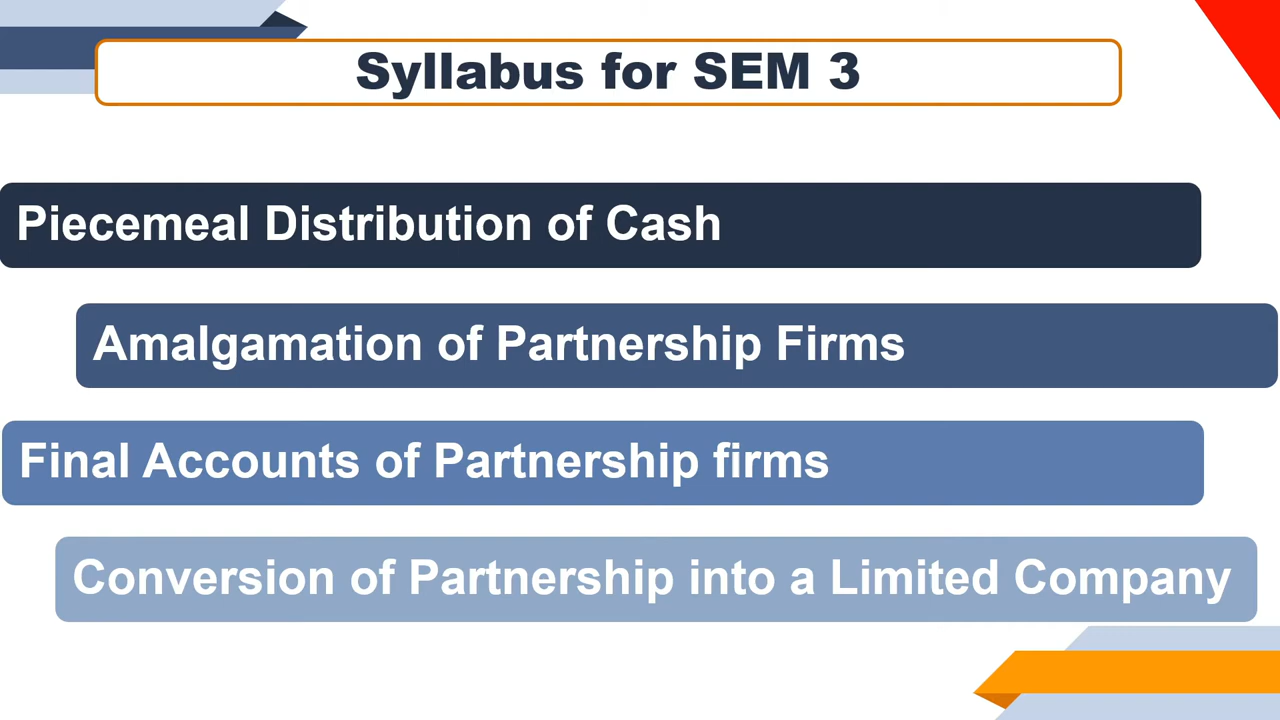 Syllabus for SEM 3
Piecemeal Distribution of Cash
Amalgamation of Partnership Firms
Final Accounts of Partnership firms
Conversion of Partnership into a Limited Company